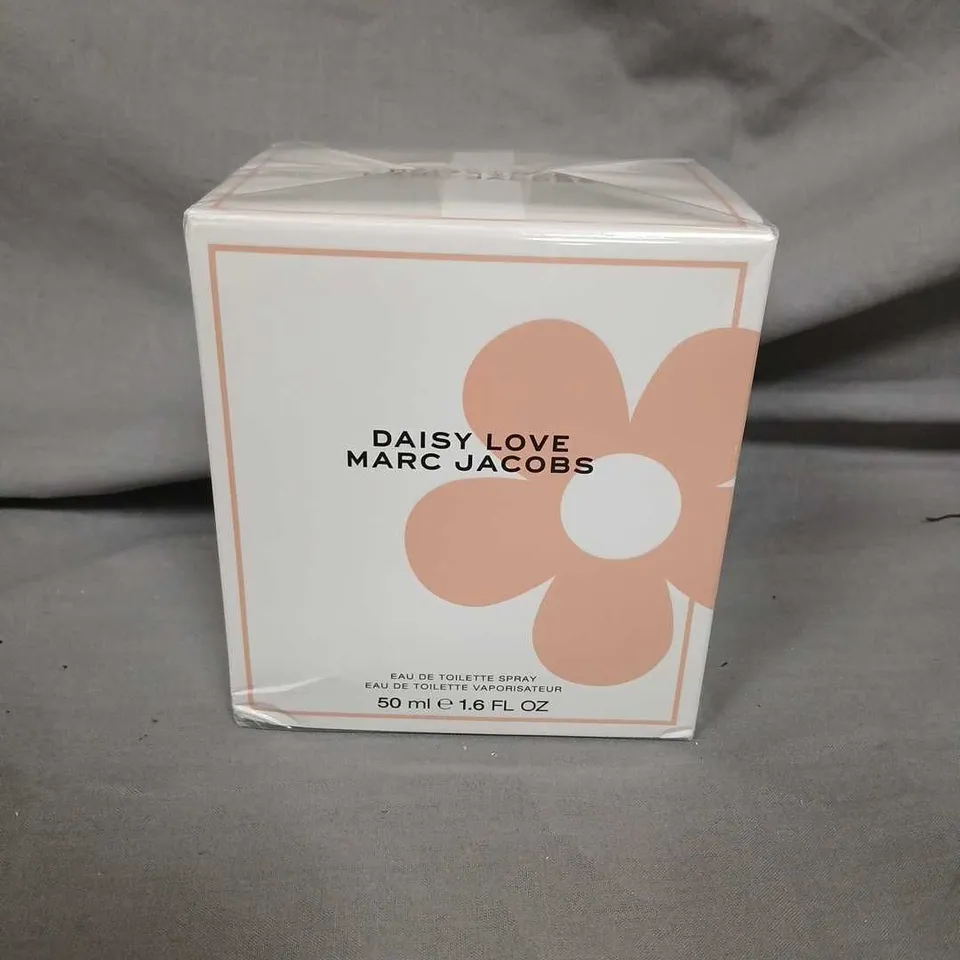 DAISY LOVE
MARC JACOBS
EAU DE TOILETTE SPRAY
EAU DE TOILETTE VAPORISATEUR
50 ml ℮ 1.6 FL OZ